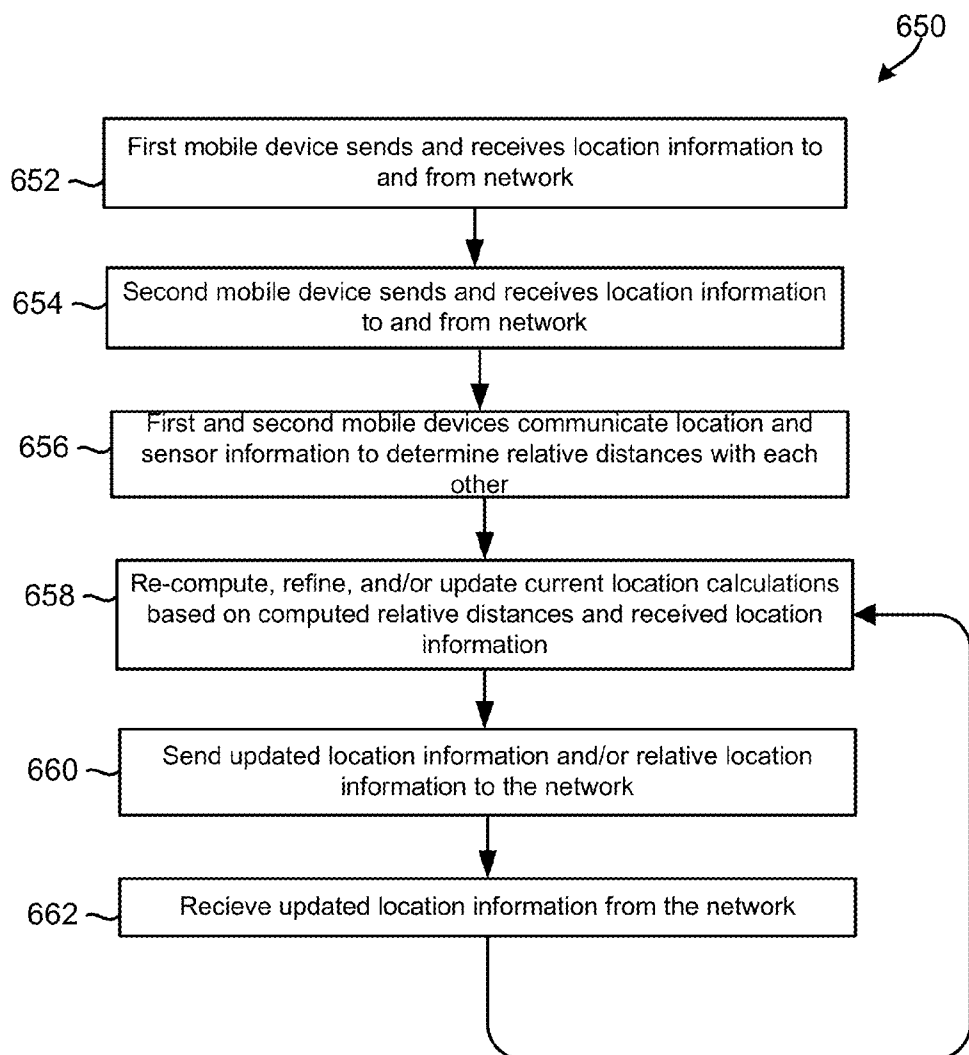 650
652
First mobile device sends and receives location information to
and from network
654
Second mobile device sends and receives location information
to and from network
656
First and second mobile devices communicate location and
sensor information to determine relative distances with each
other
658
Re-compute, refine, and/or update current location calculations
based on computed relative distances and received location
information
660
Send updated location information and/or relative location
information to the network
662
Recieve updated location information from the network